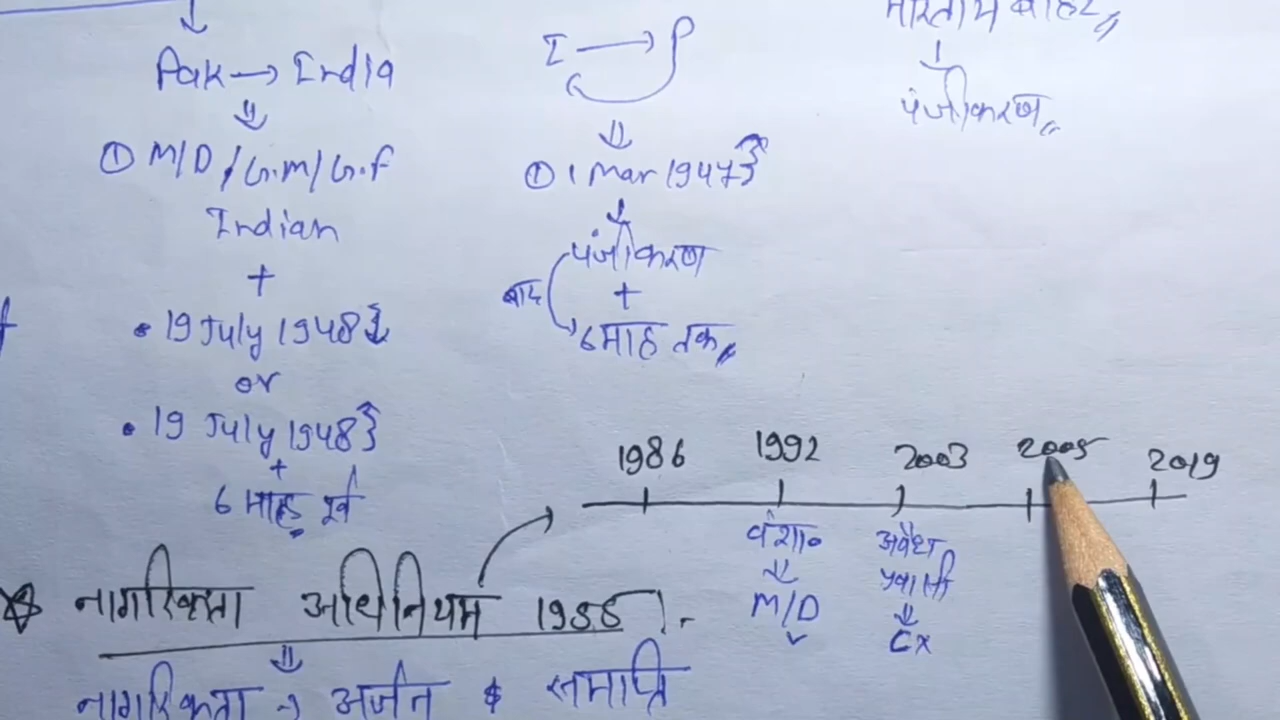 Pak → India
⇓
① M/D / G.M / G.F
Indian
+
• 19 July 1948 }
or
• 19 July 1948 }
+
6 माह पूर्व
I → P
⇓
① 1 Mar 1947 }
↓
पंजीकरण
बाद +
6 माह तक,,
भारत से बाहर,,
↓
पंजीकरण,,
1986 1992 2003 2005 2019
वंशा० अवैध
⇓ प्रवासी
M/D ⇓
C x
नागरिकता अधिनियम 1955 :-
⇓
नागरिकता → अर्जन & समाप्ति